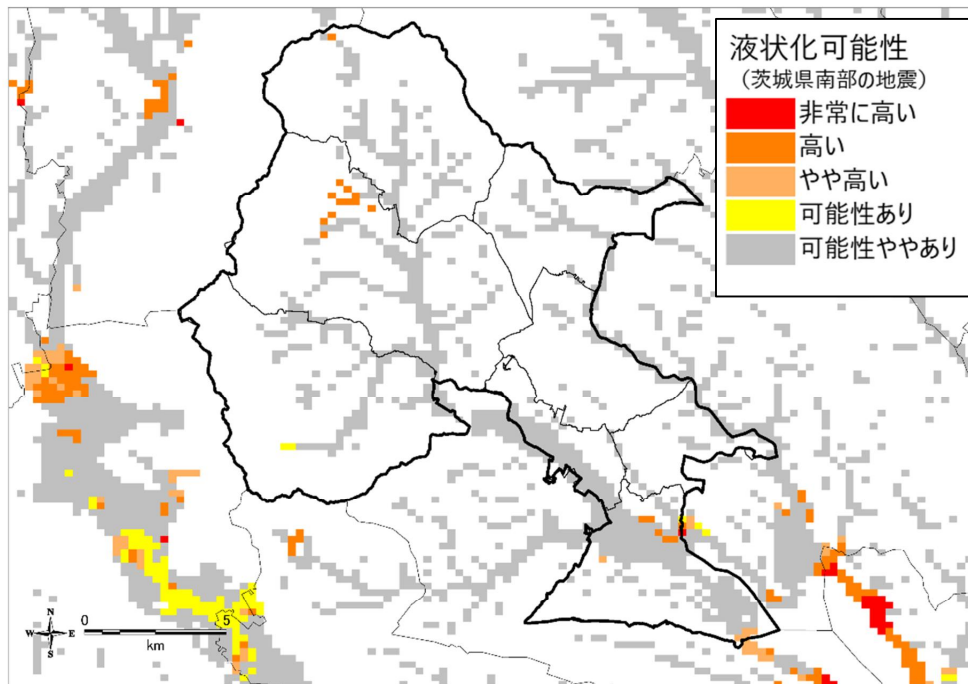 液状化可能性
（茨城県南部の地震）
非常に高い
高い
やや高い
可能性あり
可能性ややあり
N
W E
S
0 5
km